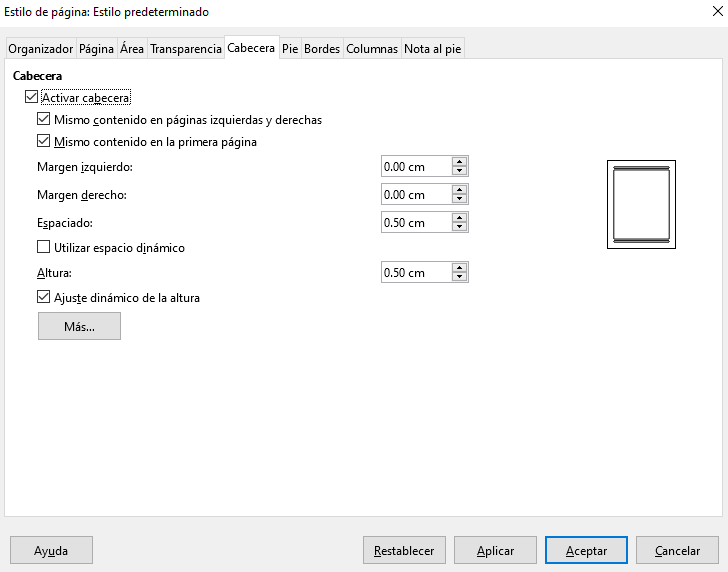 Estilo de página: Estilo predeterminado
Organizador Página Área Transparencia Cabecera Pie Bordes Columnas Nota al pie
Cabecera
Activar cabecera
Mismo contenido en páginas izquierdas y derechas
Mismo contenido en la primera página
Margen izquierdo: 0.00 cm
Margen derecho: 0.00 cm
Espaciado: 0.50 cm
Utilizar espacio dinámico
Altura: 0.50 cm
Ajuste dinámico de la altura
Más...
Ayuda Restablecer Aplicar Aceptar Cancelar